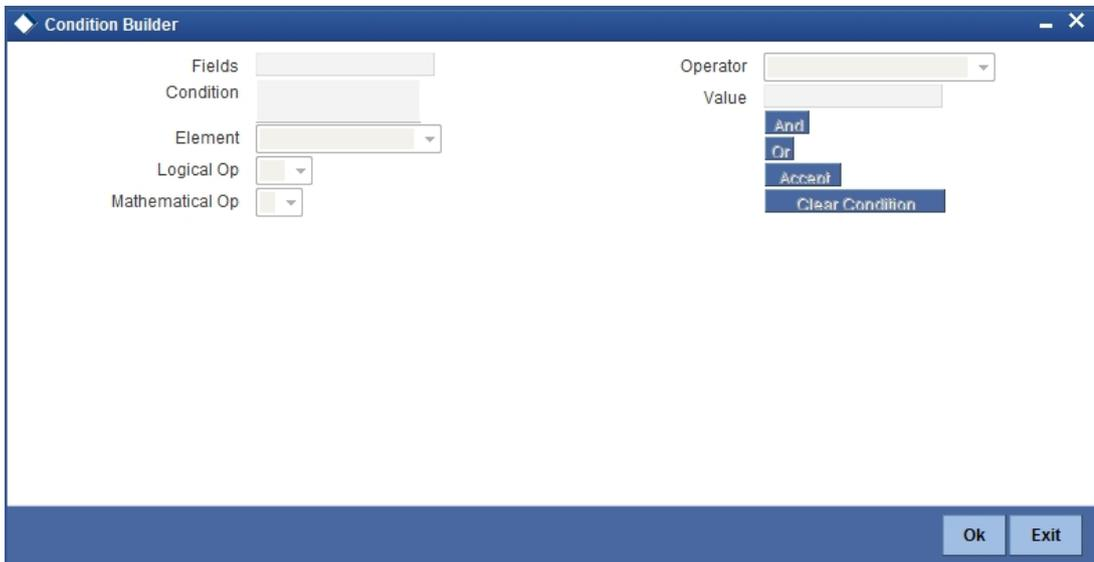 Condition Builder
Fields
Condition
Element
Logical Op
Mathematical Op
Operator
Value
And
Or
Accept
Clear Condition
Ok
Exit